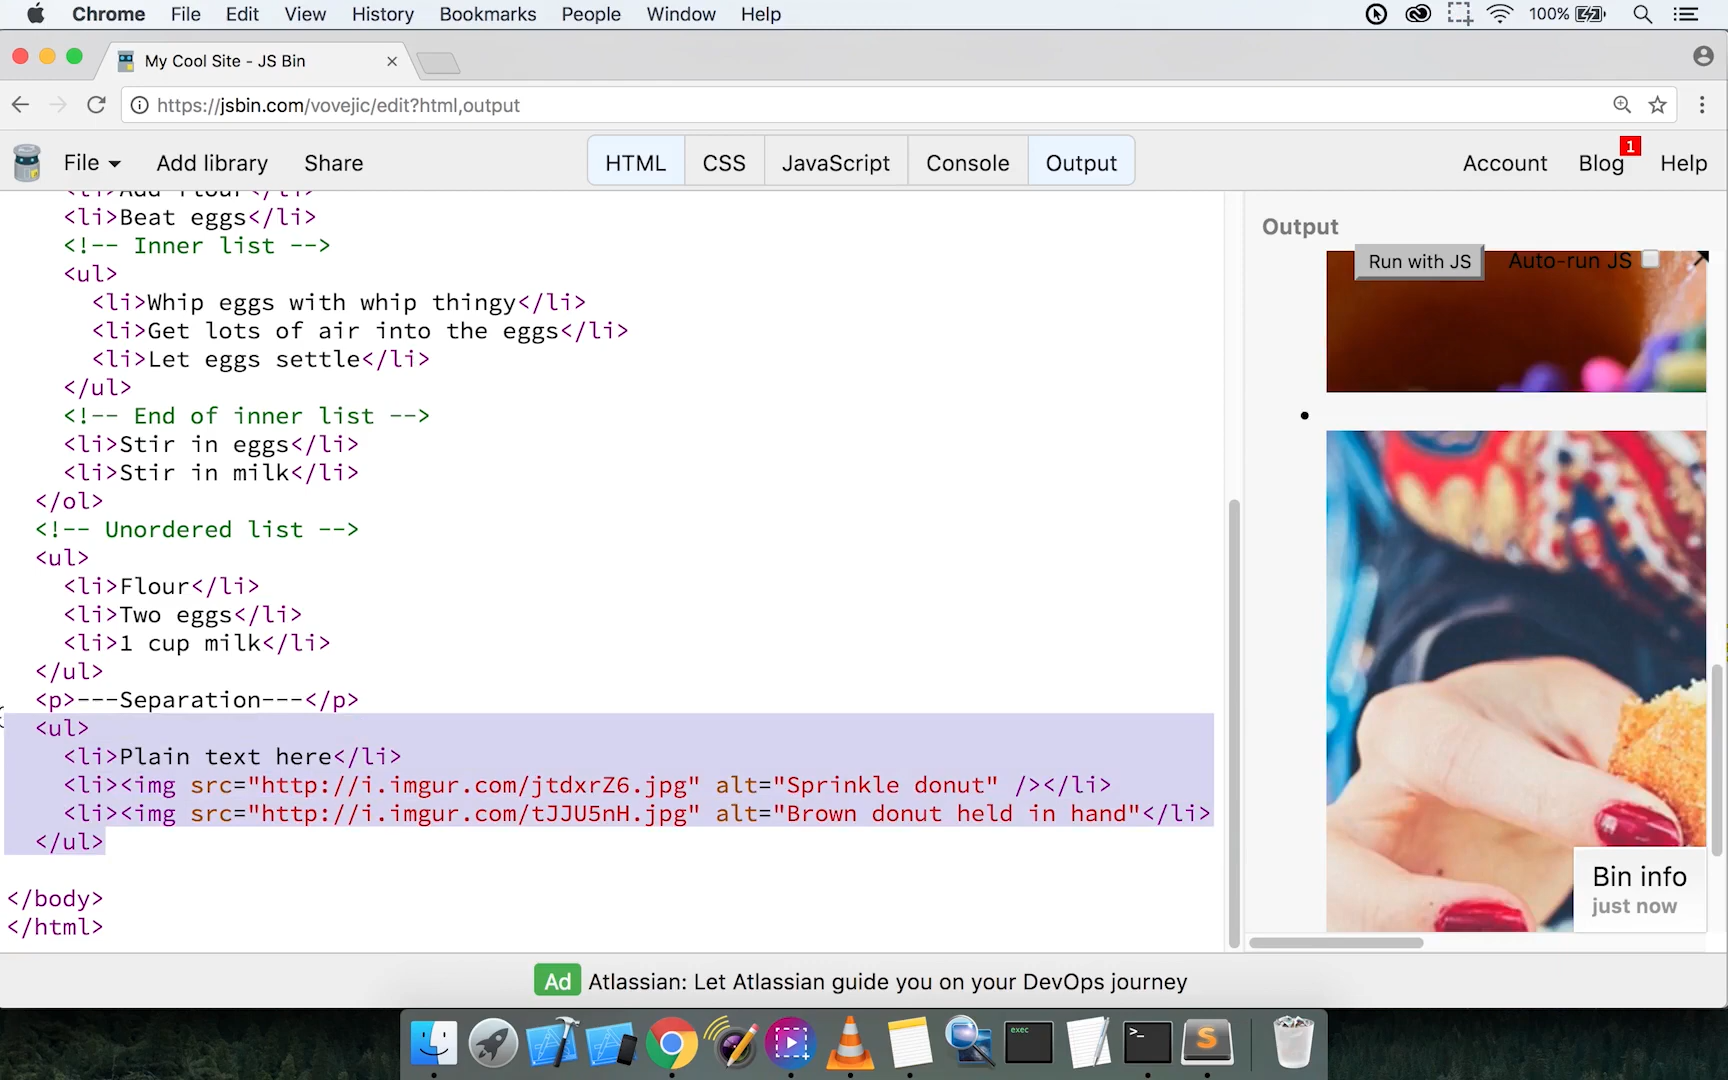 Chrome File Edit View History Bookmarks People Window Help 100%
My Cool Site - JS Bin
https://jsbin.com/vovejic/edit?html,output
File Add library Share HTML CSS JavaScript Console Output Account Blog 1 Help
<li>Add flour</li>
<li>Beat eggs</li>
<!-- Inner list -->
<ul>
<li>Whip eggs with whip thingy</li>
<li>Get lots of air into the eggs</li>
<li>Let eggs settle</li>
</ul>
<!-- End of inner list -->
<li>Stir in eggs</li>
<li>Stir in milk</li>
</ol>
<!-- Unordered list -->
<ul>
<li>Flour</li>
<li>Two eggs</li>
<li>1 cup milk</li>
</ul>
<p>---Separation---</p>
<ul>
<li>Plain text here</li>
<li><img src="http://i.imgur.com/jtdxrZ6.jpg" alt="Sprinkle donut" /></li>
<li><img src="http://i.imgur.com/tJJU5nH.jpg" alt="Brown donut held in hand"</li>
</ul>
</body>
</html>
Output
Run with JS Auto-run JS
Bin info
just now
Ad Atlassian: Let Atlassian guide you on your DevOps journey
exec
>_
S